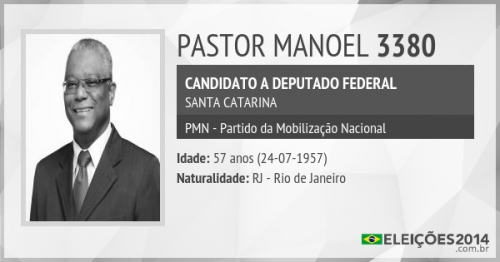 PASTOR MANOEL 3380
CANDIDATO A DEPUTADO FEDERAL
SANTA CATARINA
PMN - Partido da Mobilização Nacional
Idade: 57 anos (24-07-1957)
Naturalidade: RJ - Rio de Janeiro
ELEIÇÕES2014
.com.br